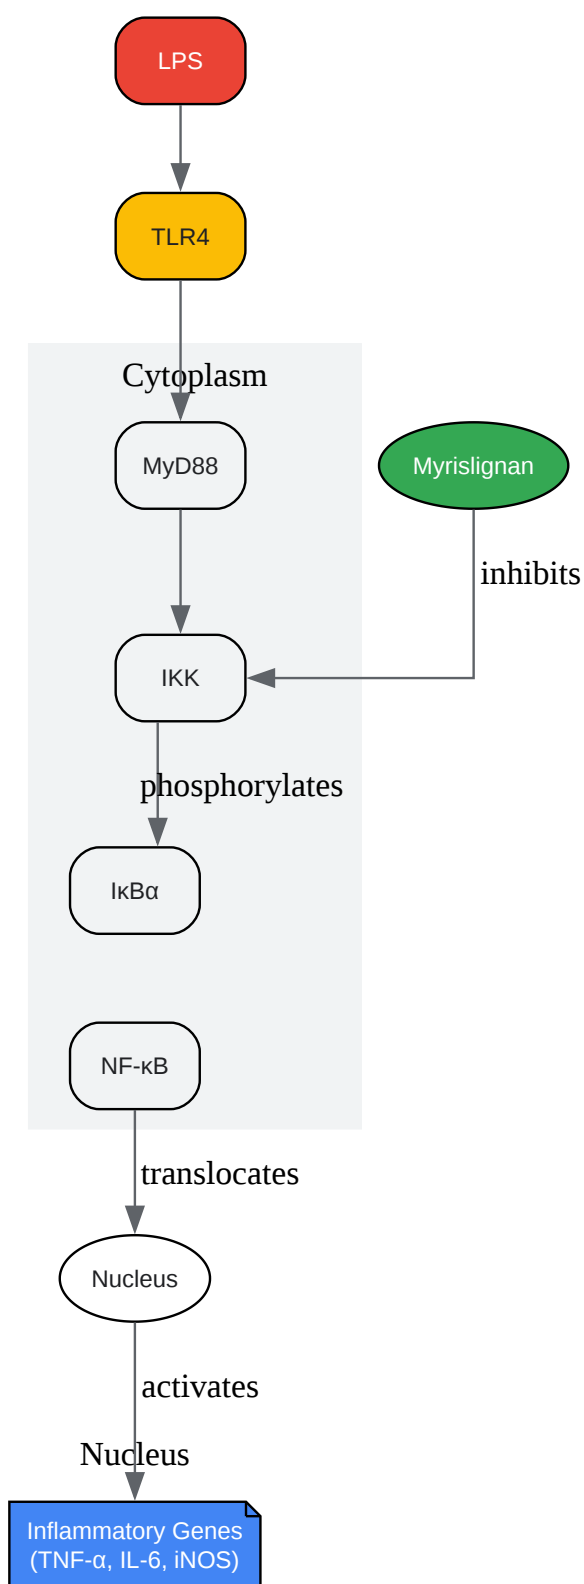 LPS
TLR4
Cytoplasm
MyD88
Myrislignan
inhibits
IKK
phosphorylates
IκBα
NF-κB
translocates
Nucleus
activates
Nucleus
Inflammatory Genes
(TNF-α, IL-6, iNOS)